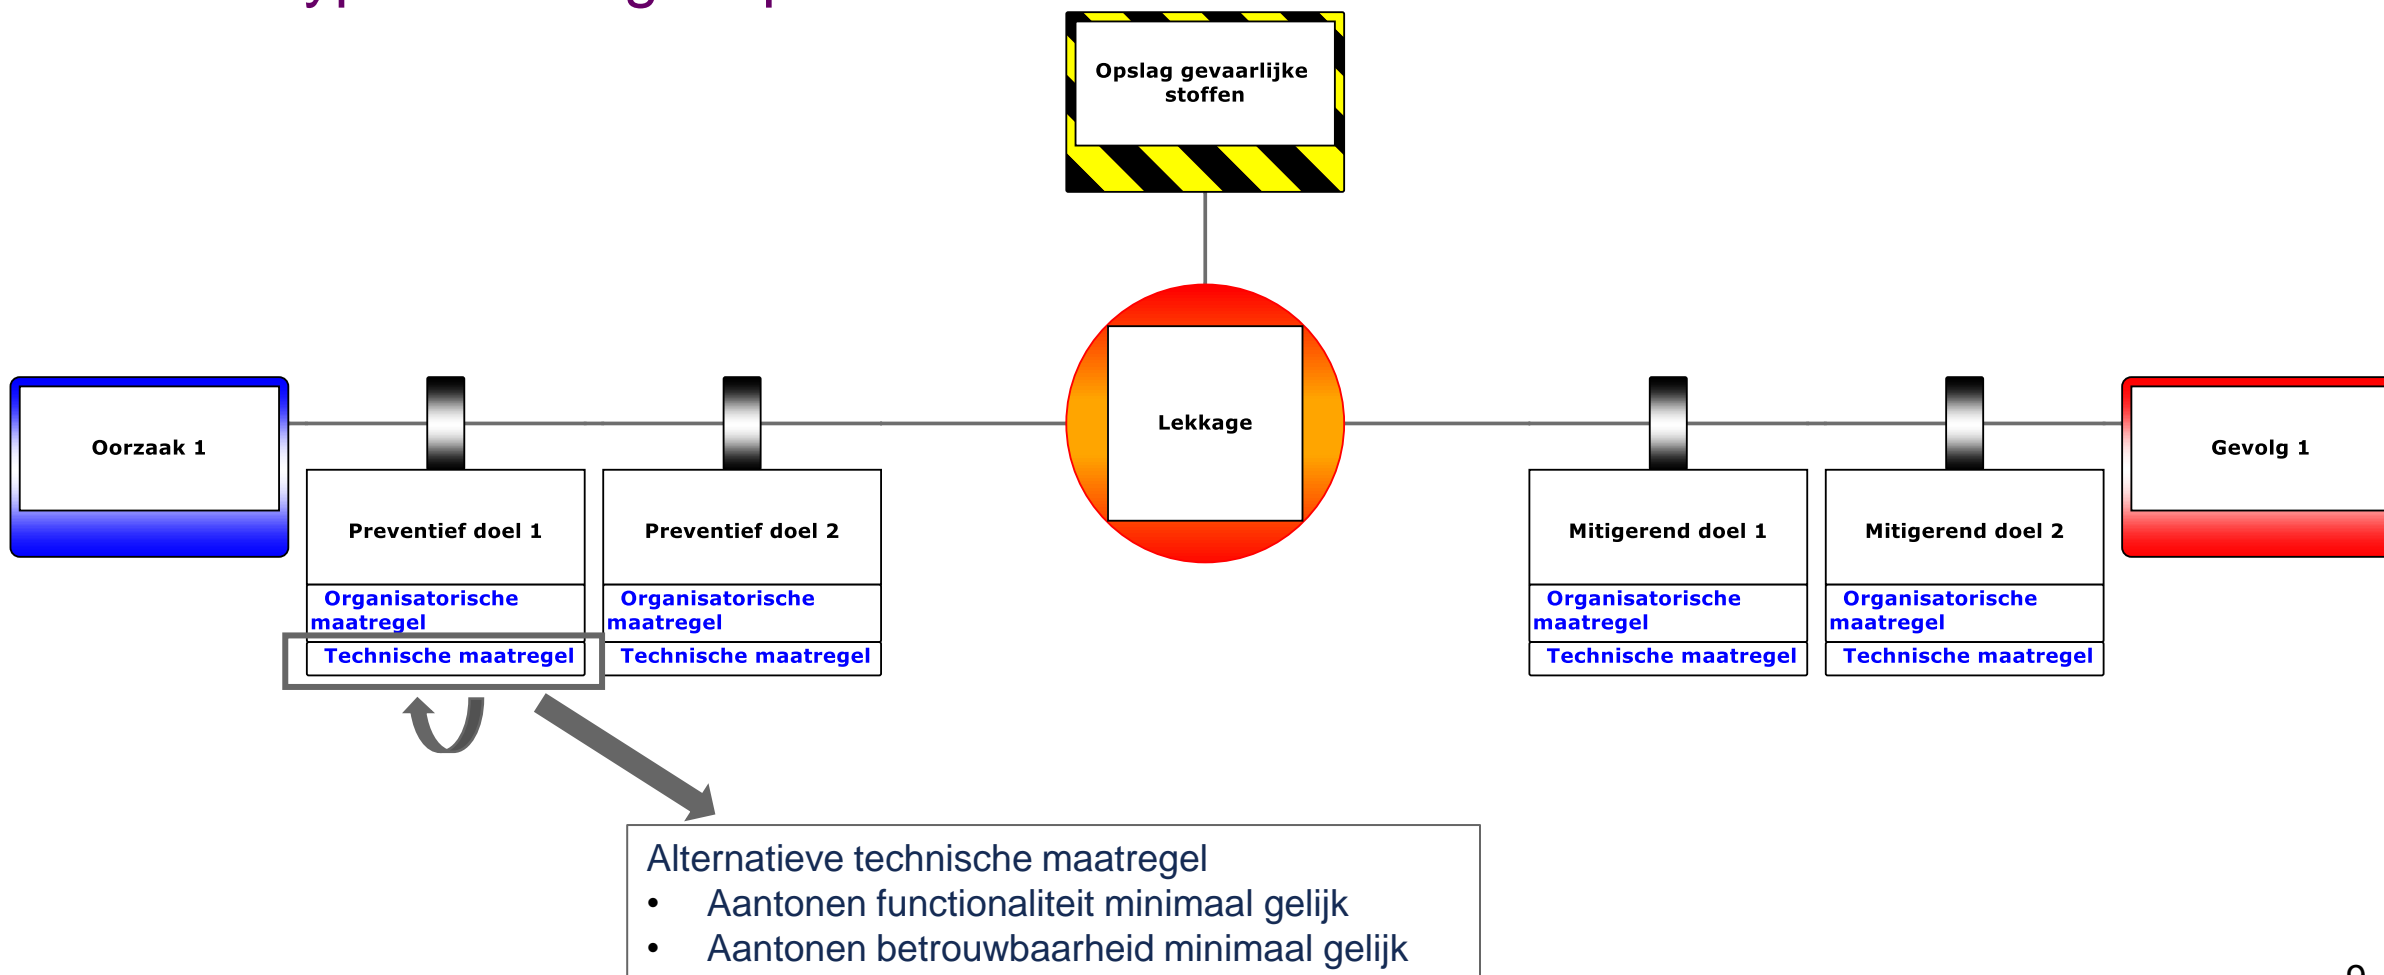 Opslag gevaarlijke
stoffen
Lekkage
Oorzaak 1
Gevolg 1
Preventief doel 1
Preventief doel 2
Mitigerend doel 1
Mitigerend doel 2
Organisatorische
maatregel
Organisatorische
maatregel
Organisatorische
maatregel
Organisatorische
maatregel
Technische maatregel
Technische maatregel
Technische maatregel
Technische maatregel
Alternatieve technische maatregel
• Aantonen functionaliteit minimaal gelijk
• Aantonen betrouwbaarheid minimaal gelijk